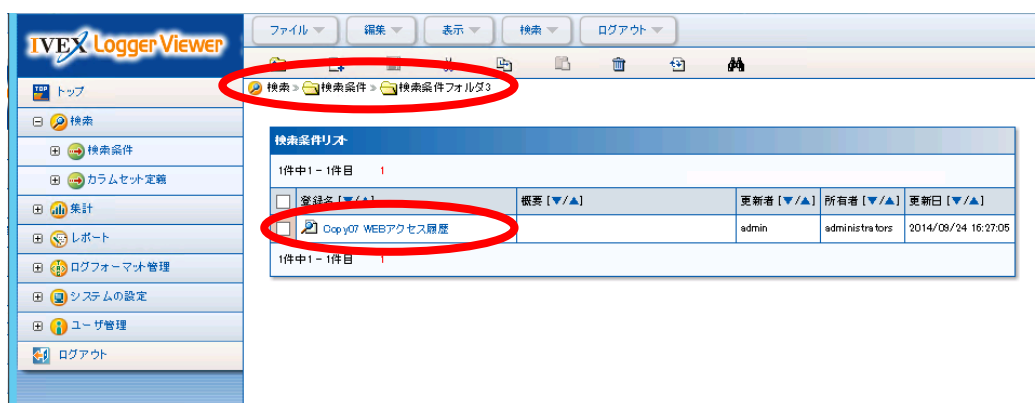 IVEX Logger Viewer
ファイル 編集 表示 検索 ログアウト
検索 » 検索条件 » 検索条件フォルダ3
TOP トップ
検索
検索条件
カラムセット定義
集計
レポート
ログフォーマット管理
システムの設定
ユーザ管理
ログアウト
検索条件リスト
1件中1 - 1件目 1
登録名 [▼/▲] 概要 [▼/▲] 更新者 [▼/▲] 所有者 [▼/▲] 更新日 [▼/▲]
Copy07 WEBアクセス履歴 admin administrators 2014/09/24 16:27:05
1件中1 - 1件目 1